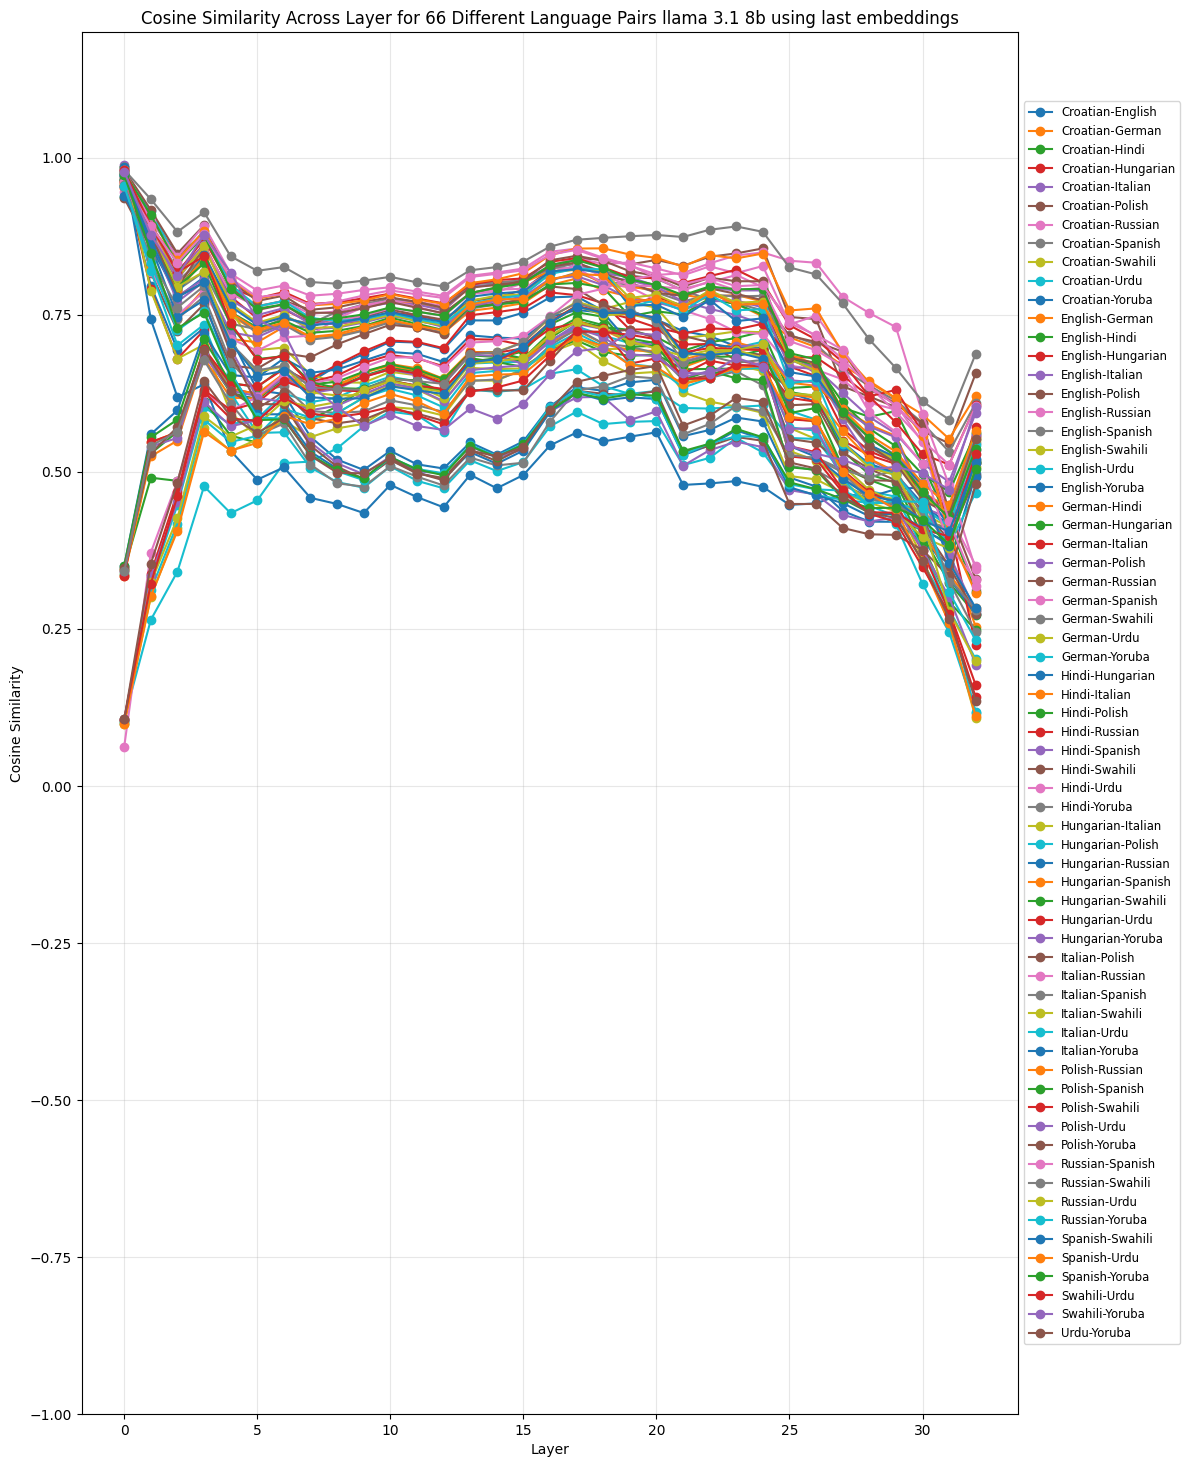 Cosine Similarity Across Layer for 66 Different Language Pairs llama 3.1 8b using last embeddings
Cosine Similarity
1.00
0.75
0.50
0.25
0.00
−0.25
−0.50
−0.75
−1.00
0 5 10 15 20 25 30
Layer
Croatian-English
Croatian-German
Croatian-Hindi
Croatian-Hungarian
Croatian-Italian
Croatian-Polish
Croatian-Russian
Croatian-Spanish
Croatian-Swahili
Croatian-Urdu
Croatian-Yoruba
English-German
English-Hindi
English-Hungarian
English-Italian
English-Polish
English-Russian
English-Spanish
English-Swahili
English-Urdu
English-Yoruba
German-Hindi
German-Hungarian
German-Italian
German-Polish
German-Russian
German-Spanish
German-Swahili
German-Urdu
German-Yoruba
Hindi-Hungarian
Hindi-Italian
Hindi-Polish
Hindi-Russian
Hindi-Spanish
Hindi-Swahili
Hindi-Urdu
Hindi-Yoruba
Hungarian-Italian
Hungarian-Polish
Hungarian-Russian
Hungarian-Spanish
Hungarian-Swahili
Hungarian-Urdu
Hungarian-Yoruba
Italian-Polish
Italian-Russian
Italian-Spanish
Italian-Swahili
Italian-Urdu
Italian-Yoruba
Polish-Russian
Polish-Spanish
Polish-Swahili
Polish-Urdu
Polish-Yoruba
Russian-Spanish
Russian-Swahili
Russian-Urdu
Russian-Yoruba
Spanish-Swahili
Spanish-Urdu
Spanish-Yoruba
Swahili-Urdu
Swahili-Yoruba
Urdu-Yoruba